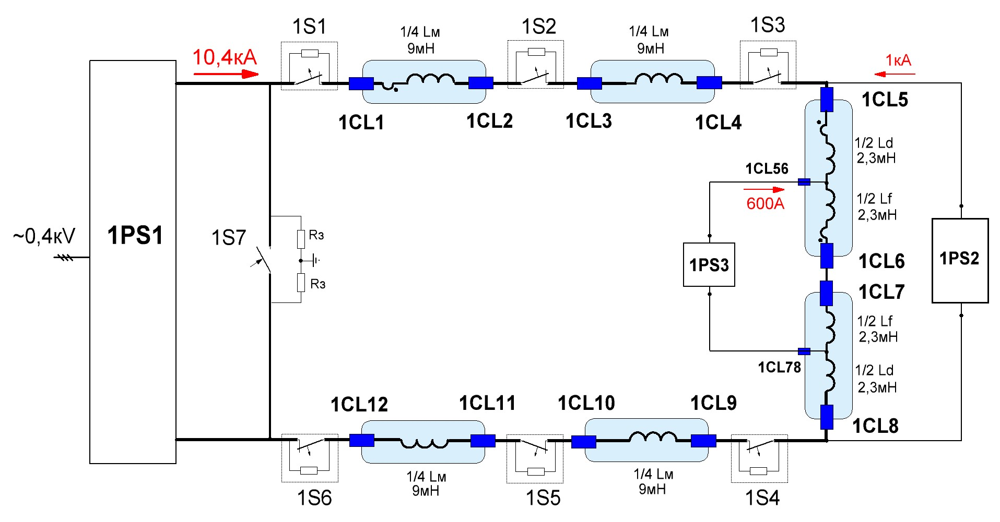 1S1
1/4 Lм
9мН
1S2
1/4 Lм
9мН
1S3
10,4кА
1кА
1CL1
1CL2
1CL3
1CL4
1CL5
1/2 Ld
2,3мН
1CL56
600А
1/2 Lf
2,3мН
~0,4кV
1PS1
1S7
Rз
Rз
1PS3
1CL6
1PS2
1CL7
1/2 Lf
2,3мН
1CL78
1/2 Ld
2,3мН
1CL12
1CL11
1CL10
1CL9
1CL8
1/4 Lм
9мН
1/4 Lм
9мН
1S6
1S5
1S4